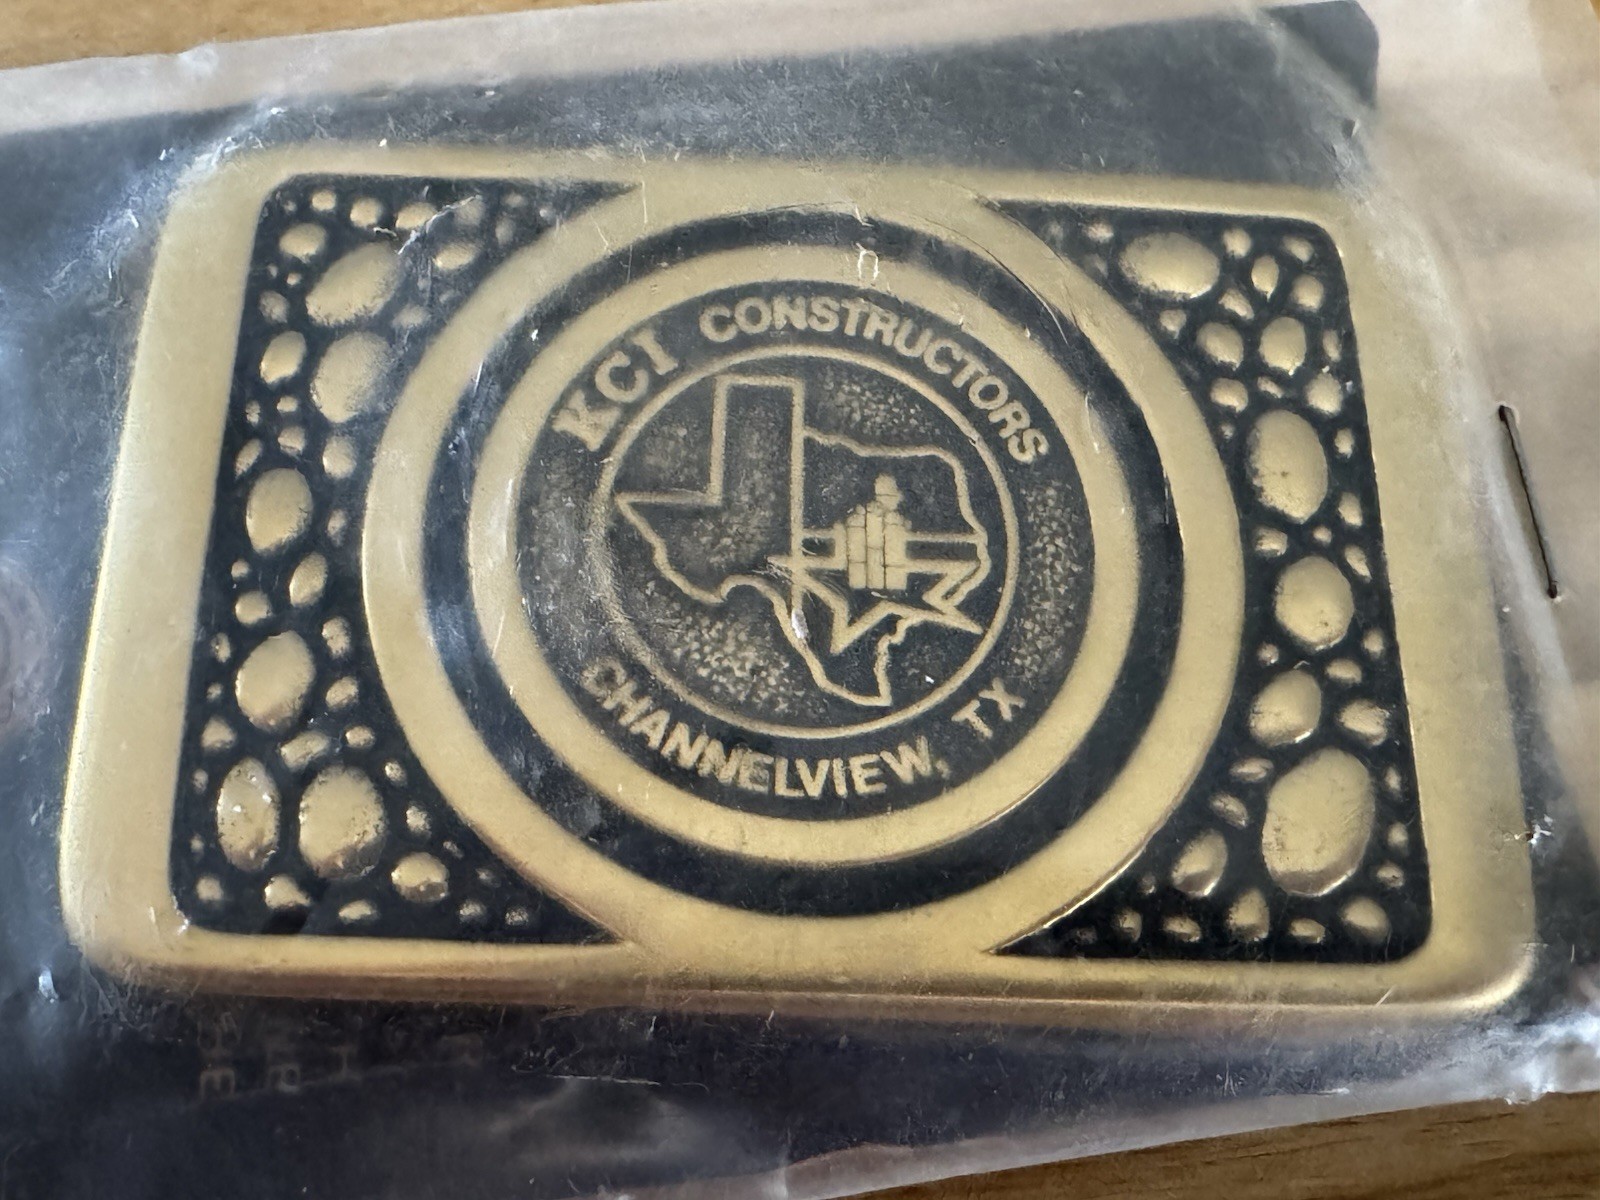 KCI CONSTRUCTORS
CHANNELVIEW, TX